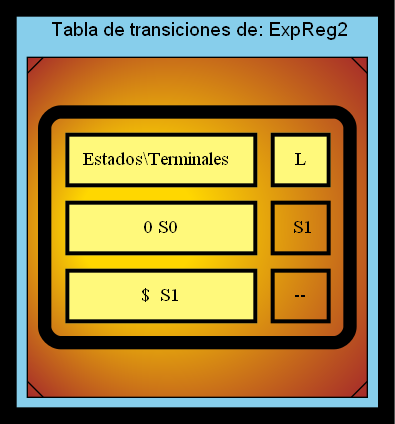 Tabla de transiciones de: ExpReg2
Estados\Terminales L
0 S0 S1
$ S1 --